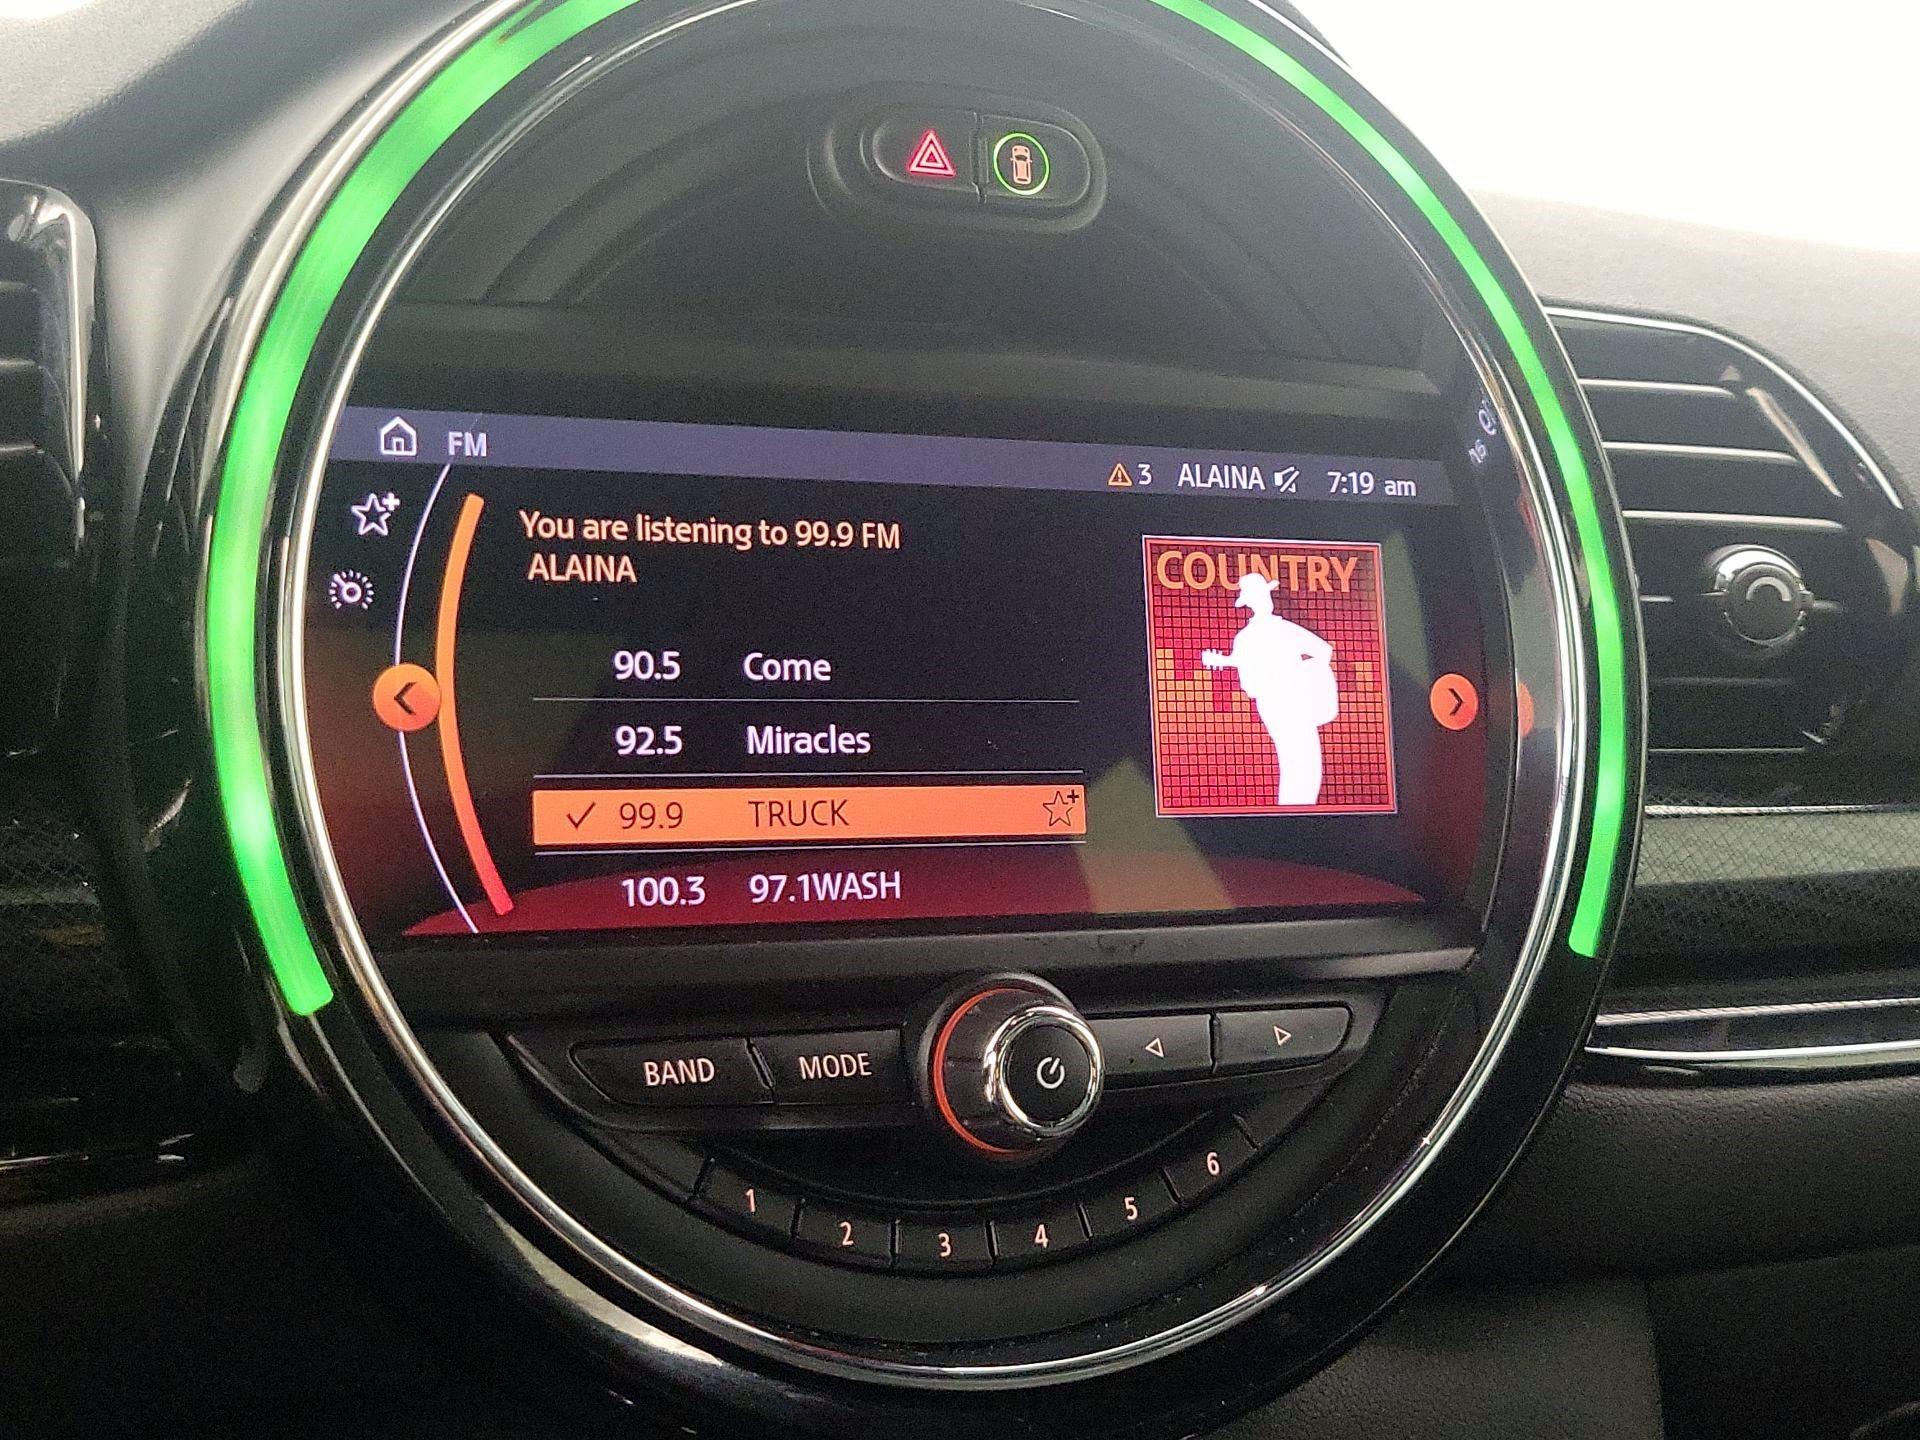 FM
3 ALAINA 7:19 am
You are listening to 99.9 FM
ALAINA
COUNTRY
90.5 Come
92.5 Miracles
99.9 TRUCK
100.3 97.1WASH
BAND MODE
1 2 3 4 5 6